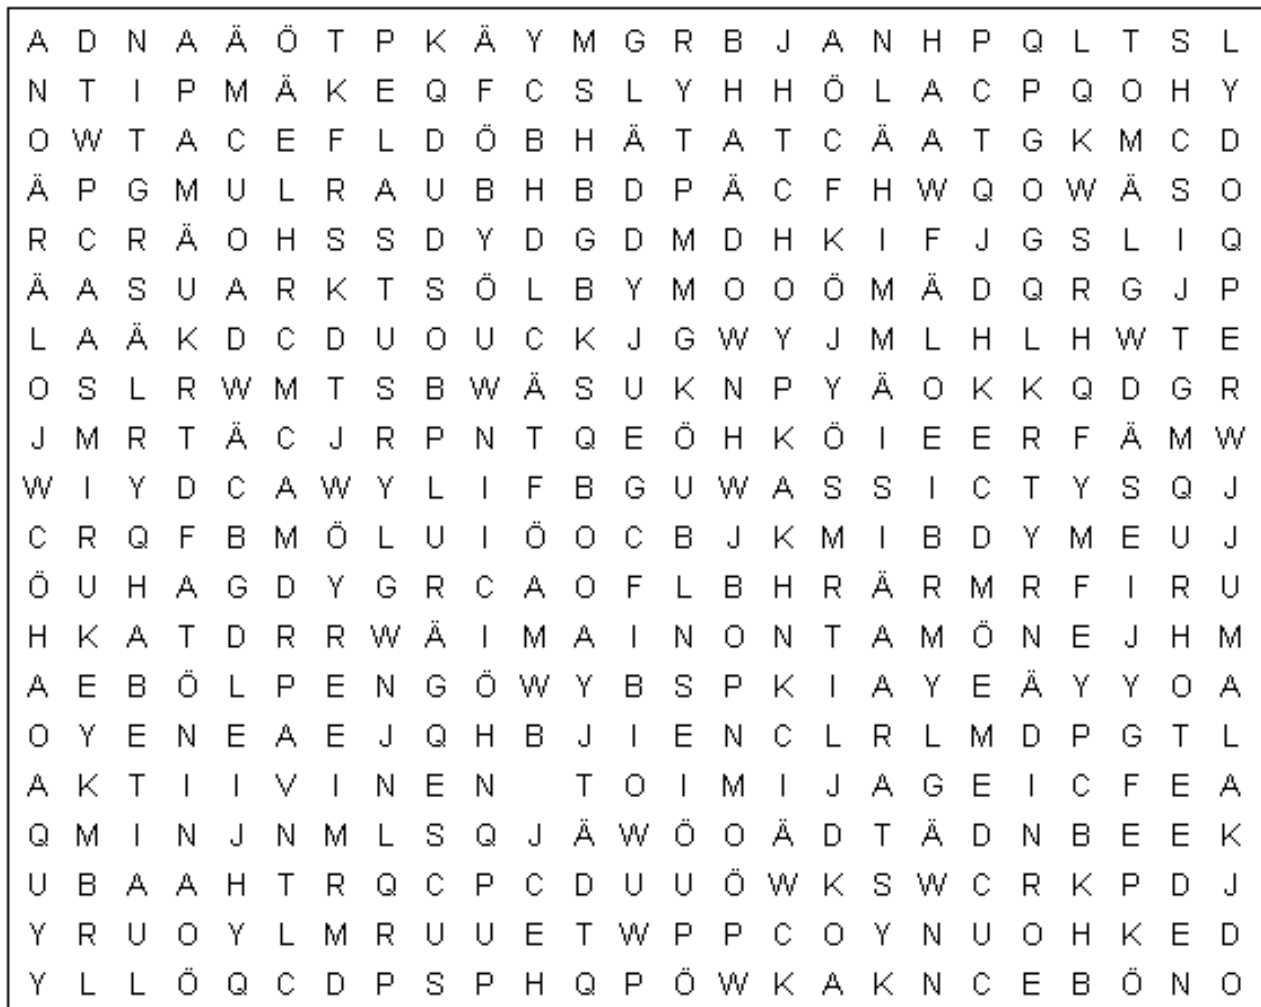 A D N A Ä Ö T P K Ä Y M G R B J A N H P Q L T S L
N T I P M Ä K E Q F C S L Y H H Ö L A C P Q O H Y
O W T A C E F L D Ö B H Ä T A T C Ä A T G K M C D
Ä P G M U L R A U B H B D P Ä C F H W Q O W Ä S O
R C R Ä O H S S D Y D G D M D H K I F J G S L I Q
Ä A S U A R K T S Ö L B Y M O O Ö M Ä D Q R G J P
L A Ä K D C D U O U C K J G W Y J M L H L H W T E
O S L R W M T S B W Ä S U K N P Y Ä O K K Q D G R
J M R T Ä C J R P N T Q E Ö H K Ö I E E R F Ä M W
W I Y D C A W Y L I F B G U W A S S I C T Y S Q J
C R Q F B M Ö L U I Ö O C B J K M I B D Y M E U J
Ö U H A G D Y G R C A O F L B H R Ä R M R F I R U
H K A T D R R W Ä I M A I N O N T A M Ö N E J H M
A E B Ö L P E N G Ö W Y B S P K I A Y E Ä Y Y O A
O Y E N E A E J Q H B J I E N C L R L M D P G T L
A K T I I V I N E N T O I M I J A G E I C F E A
Q M I N J N M L S Q J Ä W Ö O Ä D T Ä D N B E E K
U B A A H T R Q C P C D U U Ö W K S W C R K P D J
Y R U O Y L M R U U E T W P P C O Y N U O H K E D
Y L L Ö Q C D P S P H Q P Ö W K A K N C E B Ö N O